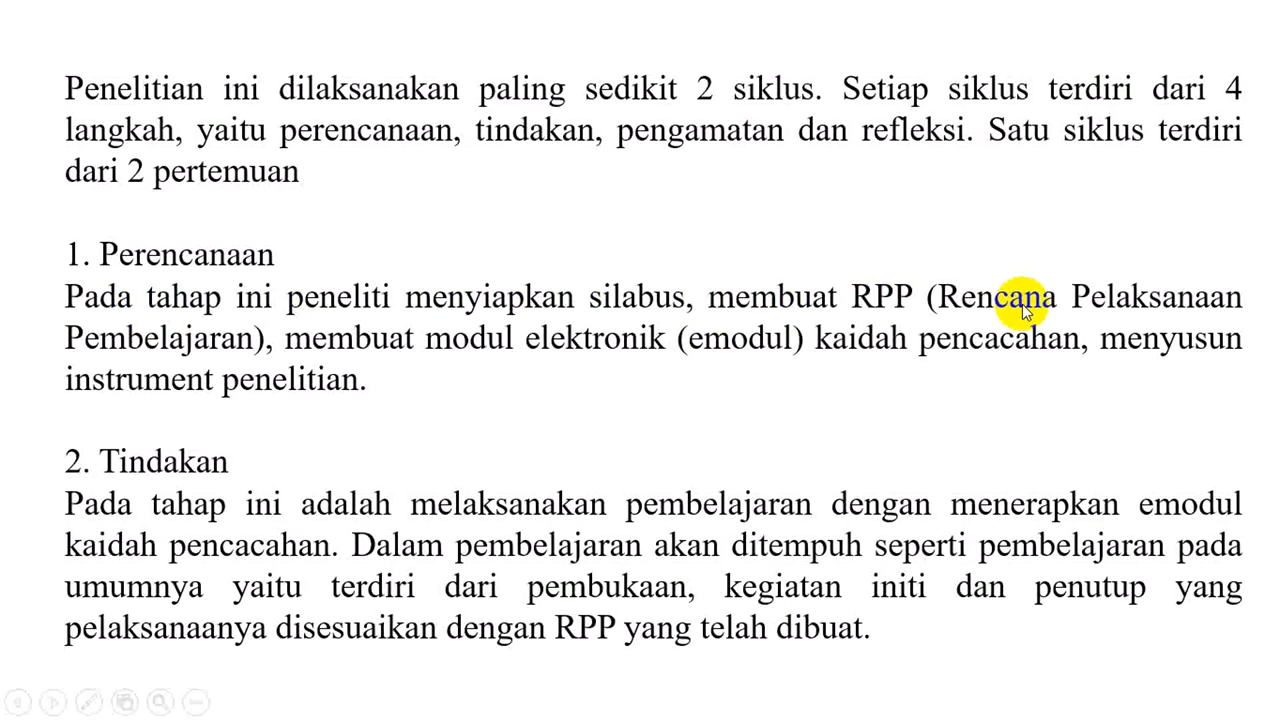 Penelitian ini dilaksanakan paling sedikit 2 siklus. Setiap siklus terdiri dari 4
langkah, yaitu perencanaan, tindakan, pengamatan dan refleksi. Satu siklus terdiri
dari 2 pertemuan
1. Perencanaan
Pada tahap ini peneliti menyiapkan silabus, membuat RPP (Rencana Pelaksanaan
Pembelajaran), membuat modul elektronik (emodul) kaidah pencacahan, menyusun
instrument penelitian.
2. Tindakan
Pada tahap ini adalah melaksanakan pembelajaran dengan menerapkan emodul
kaidah pencacahan. Dalam pembelajaran akan ditempuh seperti pembelajaran pada
umumnya yaitu terdiri dari pembukaan, kegiatan initi dan penutup yang
pelaksanaanya disesuaikan dengan RPP yang telah dibuat.